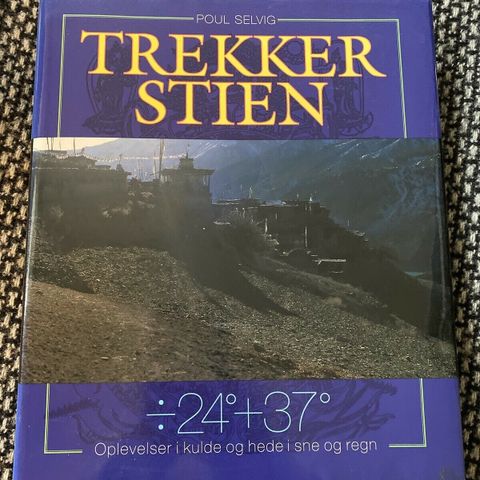 POUL SELVIG
TREKKER
STIEN
÷24°+37°
Oplevelser i kulde og hede i sne og regn